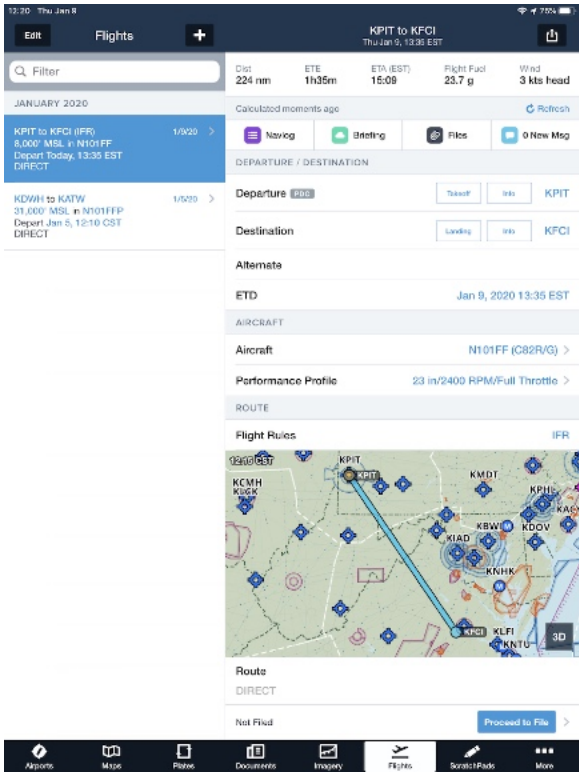 12:20 Thu Jan 9
75%
Edit Flights +
KPIT to KFCI
Thu Jan 9, 13:35 EST
Filter
JANUARY 2020
KPIT to KFCI (IFR) 1/9/20
8,000' MSL in N101FF
Depart Today, 13:35 EST
DIRECT
KDWH to KATW 1/5/20
31,000' MSL in N101FFP
Depart Jan 5, 12:10 CST
DIRECT
Dist ETE ETA (EST) Flight Fuel Wind
224 nm 1h35m 15:09 23.7 g 3 kts head
Calculated moments ago Refresh
Navlog Briefing Files 0 New Msg
DEPARTURE / DESTINATION
Departure PDC Takeoff Info KPIT
Destination Landing Info KFCI
Alternate
ETD Jan 9, 2020 13:35 EST
AIRCRAFT
Aircraft N101FF (C82R/G)
Performance Profile 23 in/2400 RPM/Full Throttle
ROUTE
Flight Rules IFR
12:15 CST
KPIT
KPIT
KCMH
KLCK
KMDT
KPHL
KBWI
KDOV
KIAD
KNHK
M
M
KFCI
KLFI
KNTU
3D
Route
DIRECT
Not Filed Proceed to File
Airports Maps Plates Documents Imagery Flights ScratchPads More